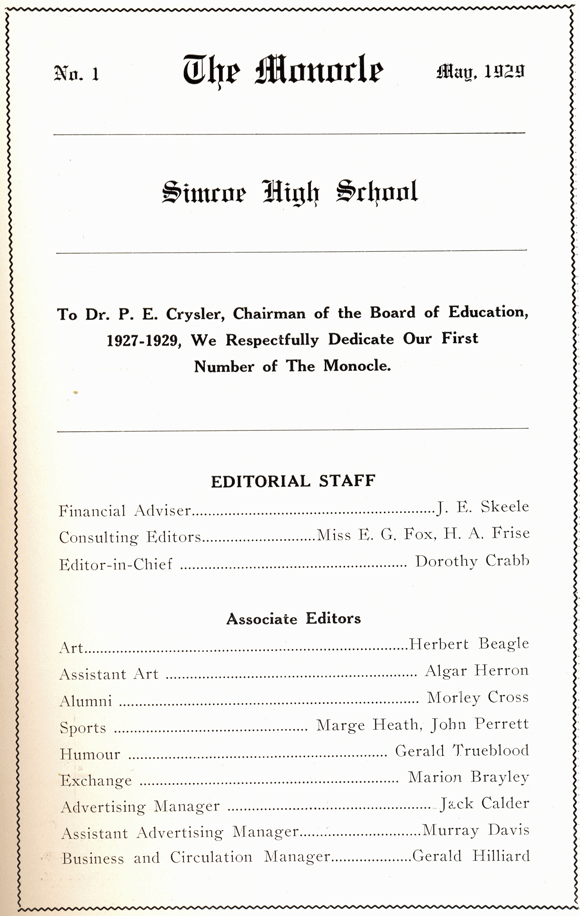 No. 1 The Monocle May, 1929
Simcoe High School
To Dr. P. E. Crysler, Chairman of the Board of Education,
1927-1929, We Respectfully Dedicate Our First
Number of The Monocle.
EDITORIAL STAFF
Financial Adviser....................................................J. E. Skeele
Consulting Editors........................Miss E. G. Fox, H. A. Frise
Editor-in-Chief ................................................ Dorothy Crabb
Associate Editors
Art.....................................................................Herbert Beagle
Assistant Art ...................................................... Algar Herron
Alumni ................................................................ Morley Cross
Sports ......................................... Marge Heath, John Perrett
Humour ....................................................... Gerald Trueblood
Exchange ....................................................... Marion Brayley
Advertising Manager ............................................Jack Calder
Assistant Advertising Manager..........................Murray Davis
Business and Circulation Manager.................Gerald Hilliard